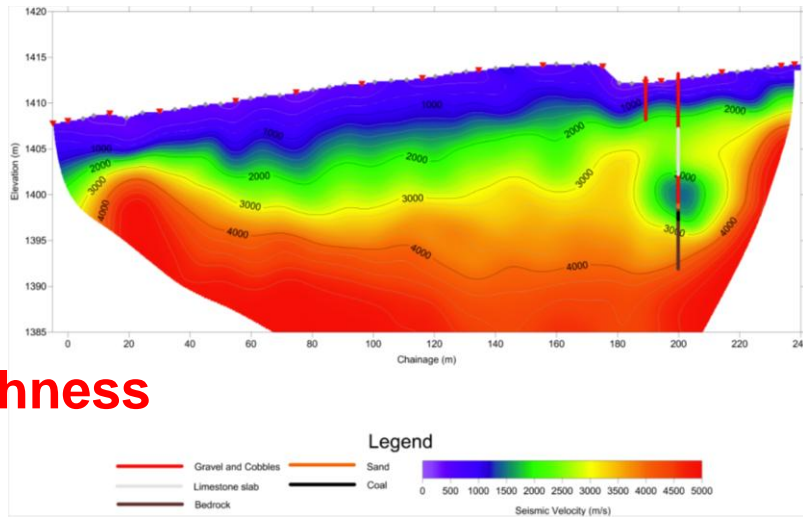 1420
1415
1410
1405
1400
1395
1390
1385
Elevation (m)
1000
1000
1000
1000
2000
2000
2000
2000
2000
3000
3000
3000
3000
3000
4000
4000
4000
4000
4000
0 20 40 60 80 100 120 140 160 180 200 220 240
Chainage (m)
hness
Legend
Gravel and Cobbles
Sand
Limestone slab
Coal
Bedrock
0 500 1000 1500 2000 2500 3000 3500 4000 4500 5000
Seismic Velocity (m/s)